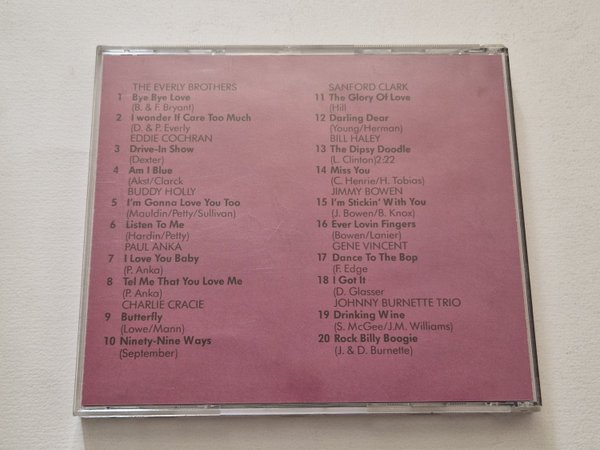 THE EVERLY BROTHERS
1 Bye Bye Love
(B. & F. Bryant)
2 I wonder If Care Too Much
(D. & P. Everly
EDDIE COCHRAN
3 Drive-In Show
(Dexter)
4 Am I Blue
(Akst/Clarck
BUDDY HOLLY
5 I'm Gonna Love You Too
(Mauldin/Petty/Sullivan)
6 Listen To Me
(Hardin/Petty)
PAUL ANKA
7 I Love You Baby
(P. Anka)
8 Tell Me That You Love Me
(P. Anka)
CHARLIE CRACIE
9 Butterfly
(Lowe/Mann)
10 Ninety-Nine Ways
(September)
SANFORD CLARK
11 The Glory Of Love
(Hill
12 Darling Dear
(Young/Herman)
BILL HALEY
13 The Dipsy Doodle
(L. Clinton)2:22
14 Miss You
(C. Henrie/H. Tobias)
JIMMY BOWEN
15 I'm Stickin' With You
(J. Bowen/B. Knox)
16 Ever Lovin Fingers
(Bowen/Lanier)
GENE VINCENT
17 Dance To The Bop
(F. Edge
18 I Got It
(D. Glasser
JOHNNY BURNETTE TRIO
19 Drinking Wine
(S. McGee/J.M. Williams)
20 Rock Billy Boogie
(J. & D. Burnette)